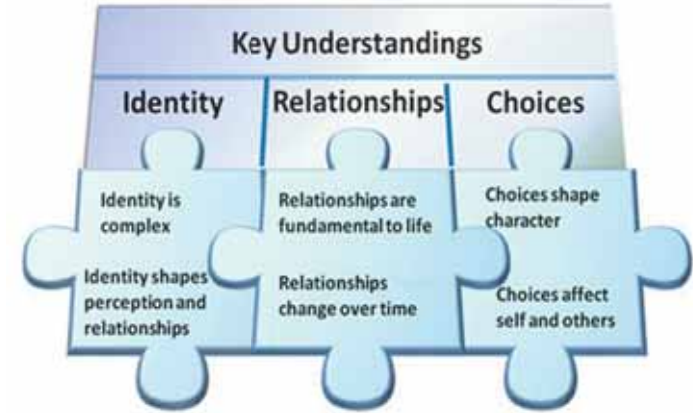 Key Understandings
Identity
Relationships
Choices
Identity is
complex
Identity shapes
perception and
relationships
Relationships are
fundamental to life
Relationships
change over time
Choices shape
character
Choices affect
self and others